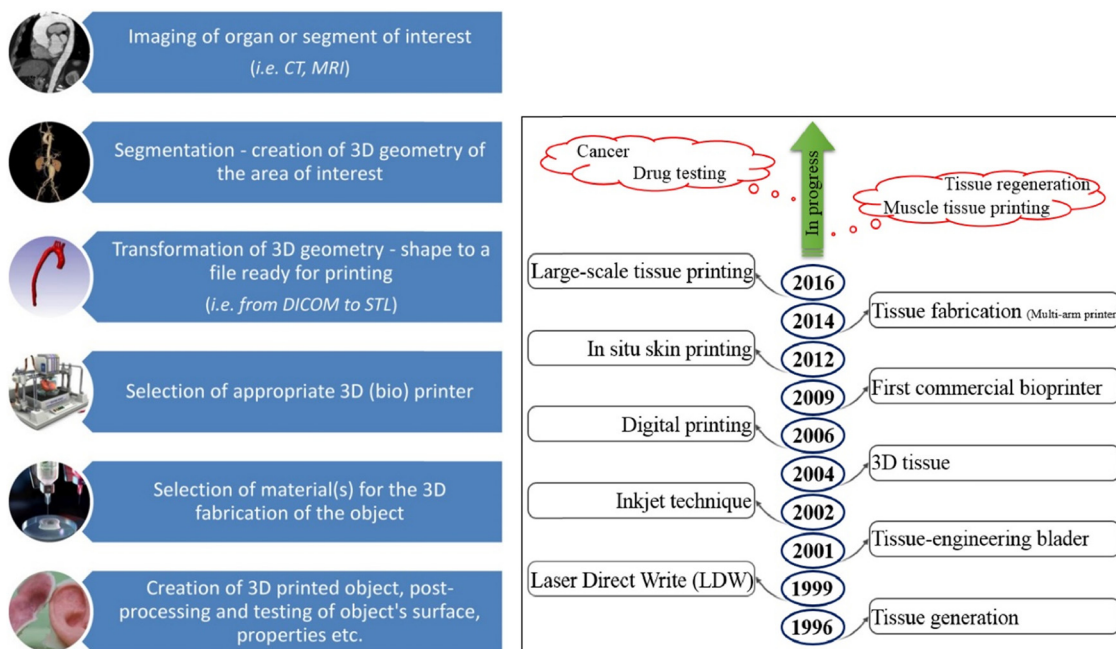 Imaging of organ or segment of interest
(i.e. CT, MRI)
Segmentation - creation of 3D geometry of
the area of interest
Transformation of 3D geometry - shape to a
file ready for printing
(i.e. from DICOM to STL)
Selection of appropriate 3D (bio) printer
Selection of material(s) for the 3D
fabrication of the object
Creation of 3D printed object, post-
processing and testing of object's surface,
properties etc.
Cancer
Drug testing
In progress
Tissue regeneration
Muscle tissue printing
Large-scale tissue printing
2016
2014
Tissue fabrication (Multi-arm printer
In situ skin printing
2012
2009
First commercial bioprinter
Digital printing
2006
2004
3D tissue
Inkjet technique
2002
2001
Tissue-engineering blader
Laser Direct Write (LDW)
1999
1996
Tissue generation